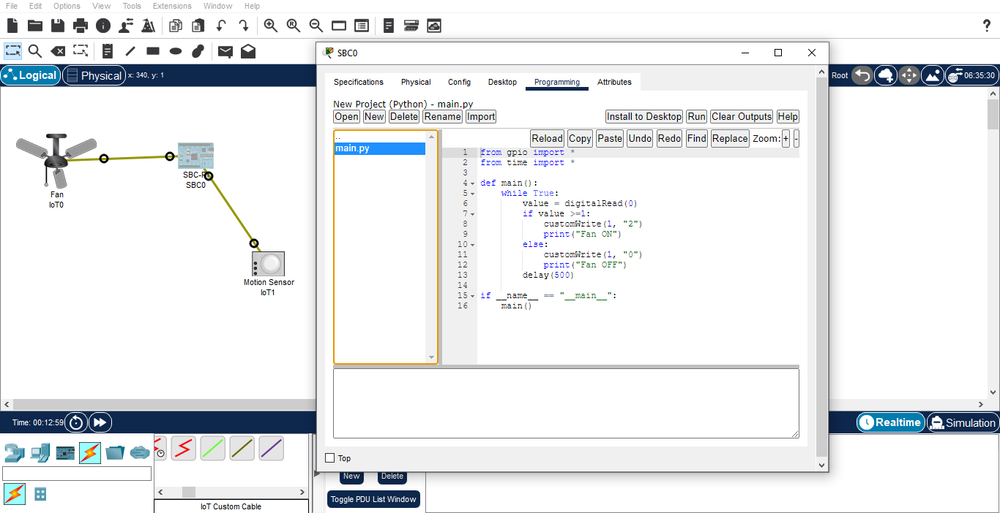 File Edit Options View Tools Extensions Window Help
?
SBC0
Logical Physical x: 340, y: 1
Root 06:35:30
Specifications Physical Config Desktop Programming Attributes
New Project (Python) - main.py
Open New Delete Rename Import Install to Desktop Run Clear Outputs Help
Reload Copy Paste Undo Redo Find Replace Zoom: + -
..
main.py
1 from gpio import *
2 from time import *
3
4 def main():
5 while True:
6 value = digitalRead(0)
7 if value >=1:
8 customWrite(1, "2")
9 print("Fan ON")
10 else:
11 customWrite(1, "0")
12 print("Fan OFF")
13 delay(500)
14
15 if __name__ == "__main__":
16 main()
Fan
IoT0
SBC-P
SBC0
Motion Sensor
IoT1
Time: 00:12:59
Realtime Simulation
Top
New Delete
Toggle PDU List Window
IoT Custom Cable